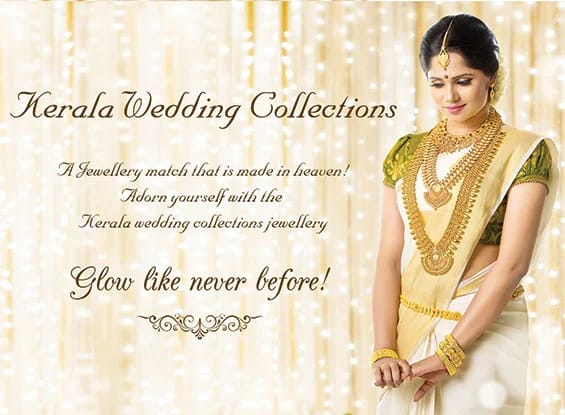 Kerala Wedding Collections
A Jewellery match that is made in heaven!
Adorn yourself with the
Kerala wedding collections jewellery
Glow like never before!